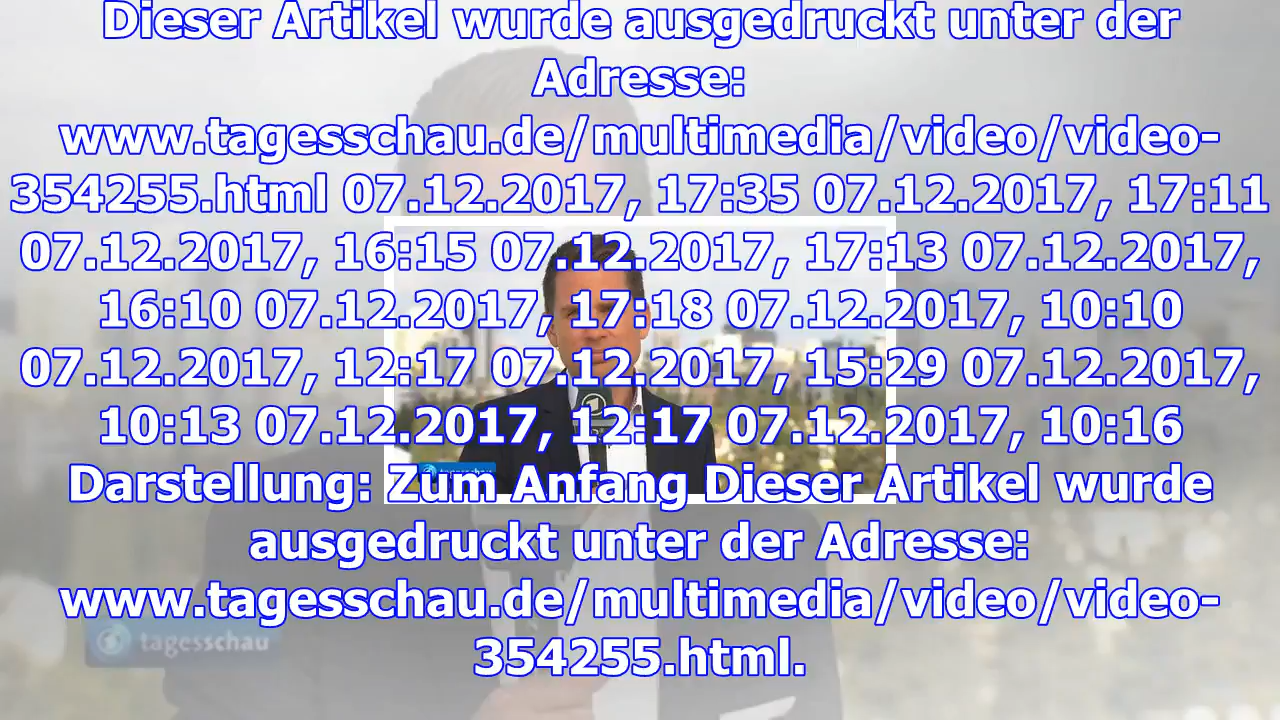 Dieser Artikel wurde ausgedruckt unter der
Adresse:
www.tagesschau.de/multimedia/video/video-
354255.html 07.12.2017, 17:35 07.12.2017, 17:11
07.12.2017, 16:15 07.12.2017, 17:13 07.12.2017,
16:10 07.12.2017, 17:18 07.12.2017, 10:10
07.12.2017, 12:17 07.12.2017, 15:29 07.12.2017,
10:13 07.12.2017, 12:17 07.12.2017, 10:16
Darstellung: Zum Anfang Dieser Artikel wurde
ausgedruckt unter der Adresse:
www.tagesschau.de/multimedia/video/video-
354255.html.
tagesschau
tagesschau